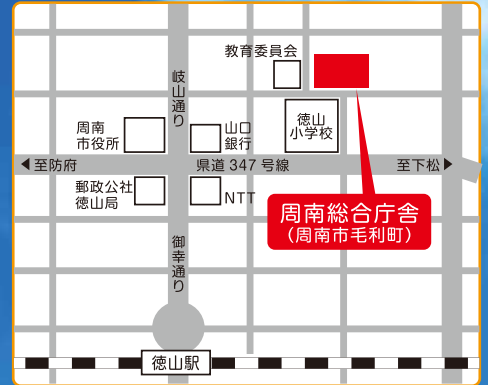 教育委員会
岐山通り
周南
市役所
山口
銀行
徳山
小学校
至防府
県道347号線
至下松
郵政公社
徳山局
NTT
周南総合庁舎
（周南市毛利町）
御幸通り
徳山駅